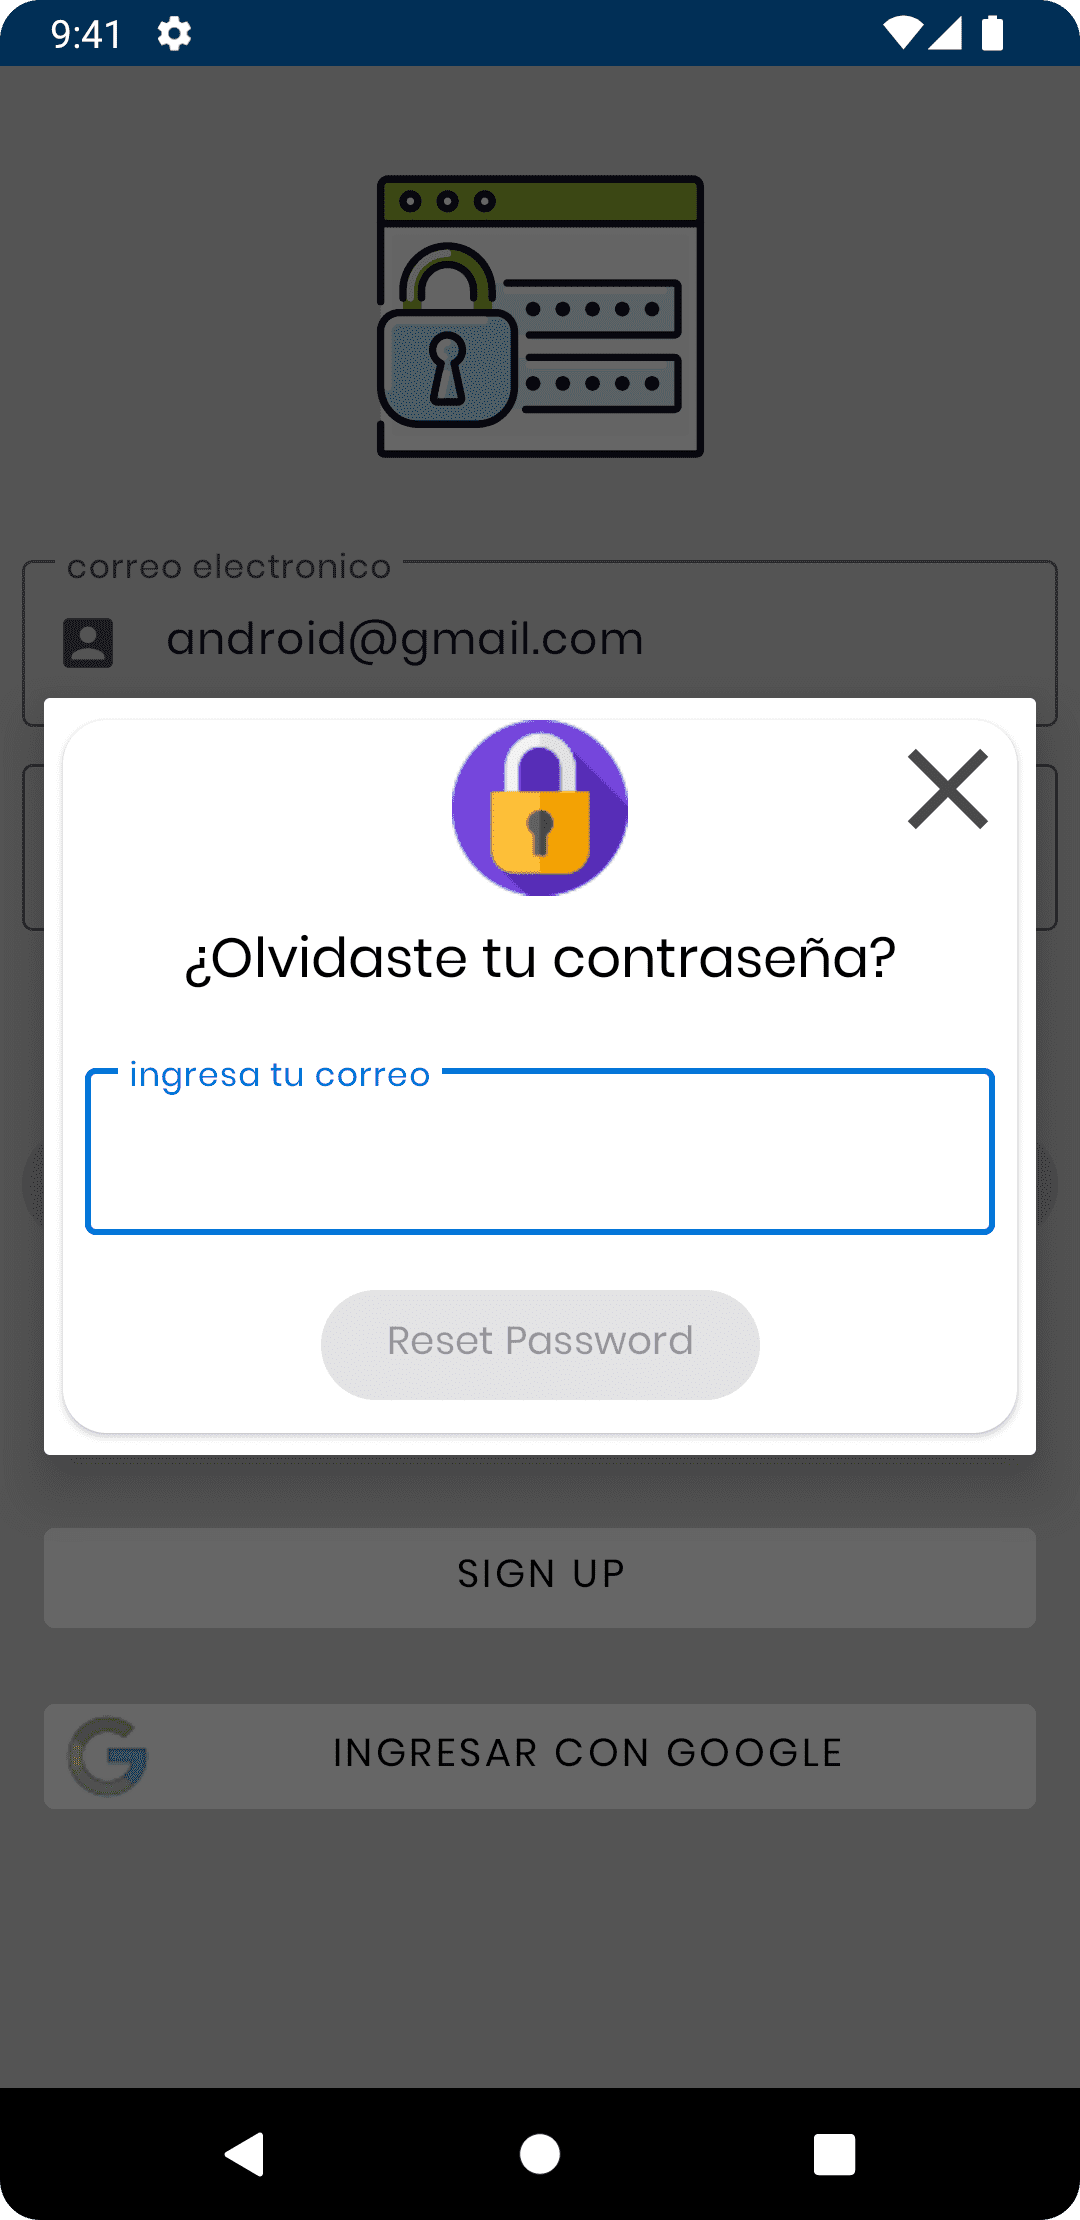 9:41
correo electronico
android@gmail.com
¿Olvidaste tu contraseña?
ingresa tu correo
Reset Password
SIGN UP
INGRESAR CON GOOGLE